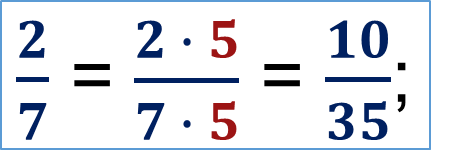 2/7 = 2 · 5/7 · 5 = 10/35;